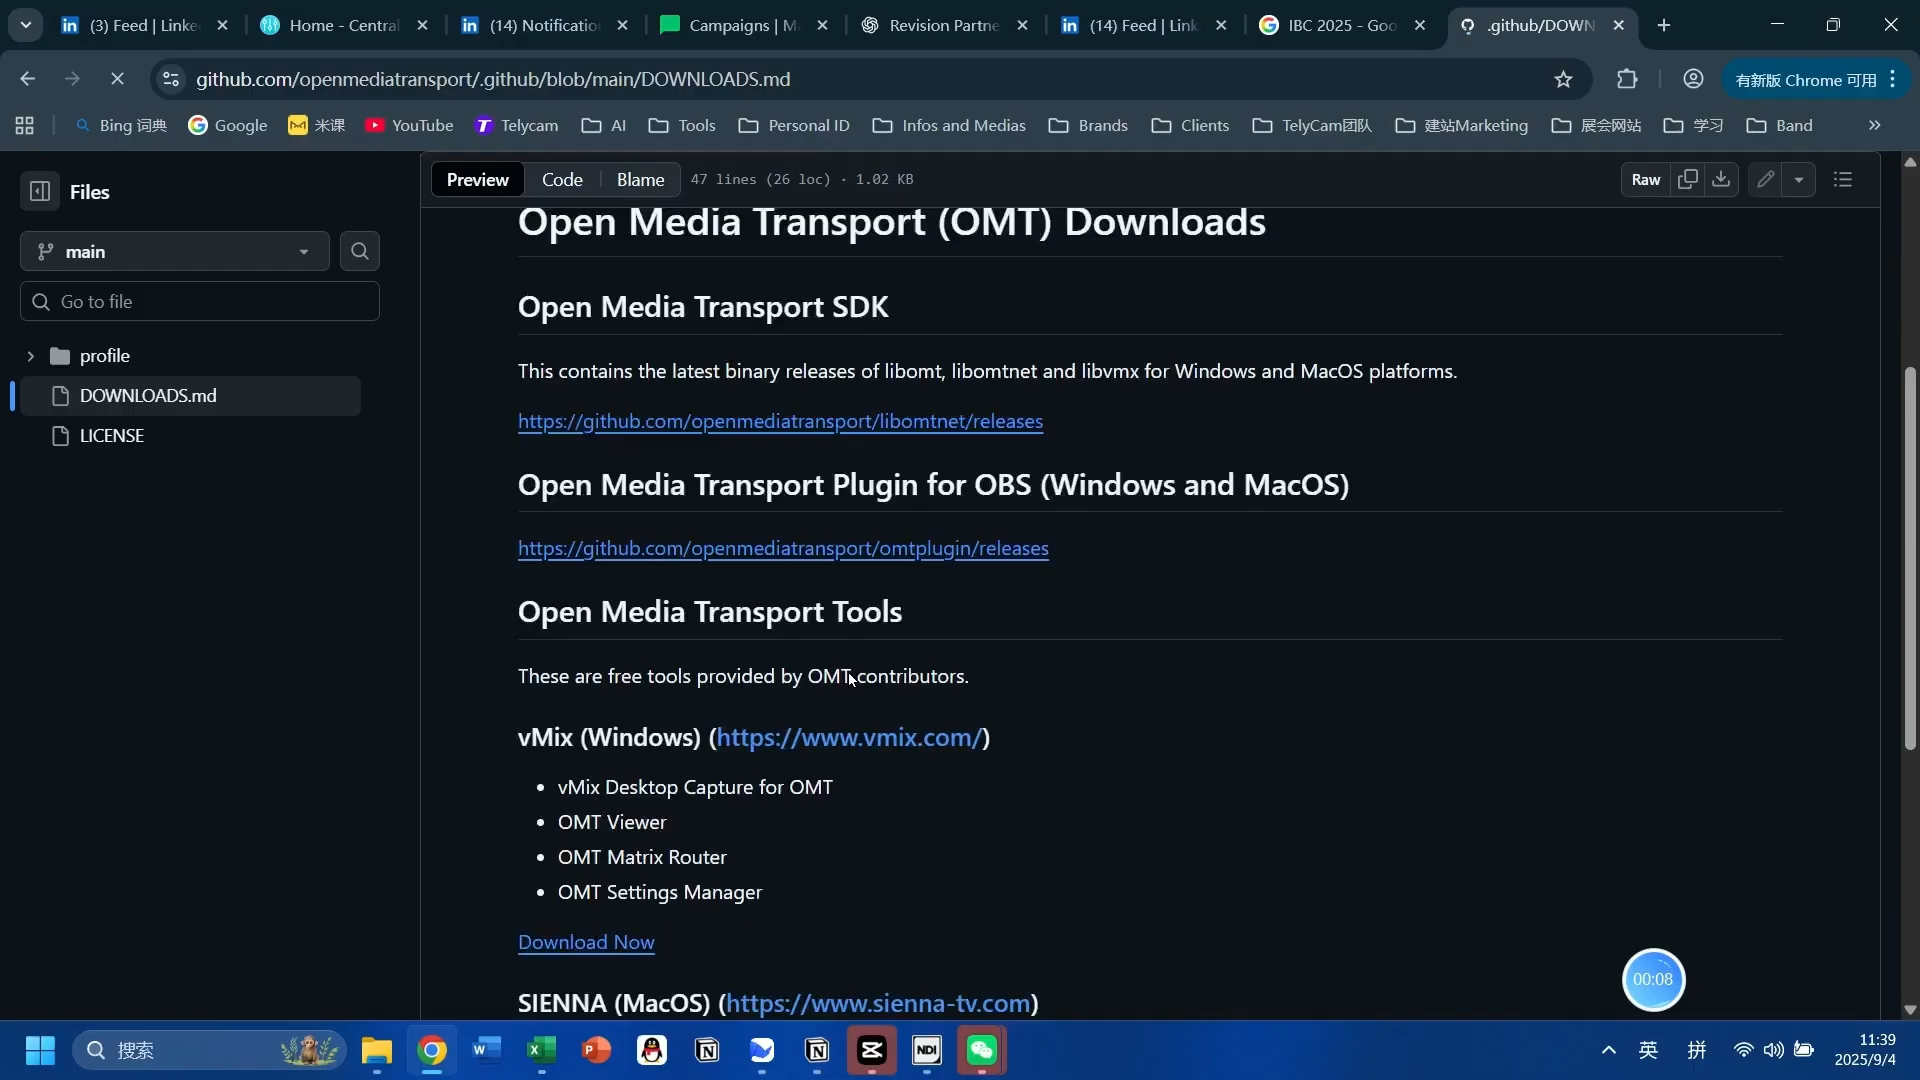 (3) Feed | Linke
Home - Central
(14) Notificatio
Campaigns | M
Revision Partne
(14) Feed | Link
IBC 2025 - Goo
.github/DOWN
github.com/openmediatransport/.github/blob/main/DOWNLOADS.md
有新版 Chrome 可用
Bing 词典
Google
米课
YouTube
Telycam
AI
Tools
Personal ID
Infos and Medias
Brands
Clients
TelyCam团队
建站Marketing
展会网站
学习
Band
Files
main
Go to file
profile
DOWNLOADS.md
LICENSE
Preview
Code
Blame
47 lines (26 loc) · 1.02 KB
Raw
Open Media Transport (OMT) Downloads
Open Media Transport SDK
This contains the latest binary releases of libomt, libomtnet and libvmx for Windows and MacOS platforms.
https://github.com/openmediatransport/libomtnet/releases
Open Media Transport Plugin for OBS (Windows and MacOS)
https://github.com/openmediatransport/omtplugin/releases
Open Media Transport Tools
These are free tools provided by OMT contributors.
vMix (Windows) (https://www.vmix.com/)
• vMix Desktop Capture for OMT
• OMT Viewer
• OMT Matrix Router
• OMT Settings Manager
Download Now
SIENNA (MacOS) (https://www.sienna-tv.com)
00:08
搜索
NDI
英
拼
11:39
2025/9/4